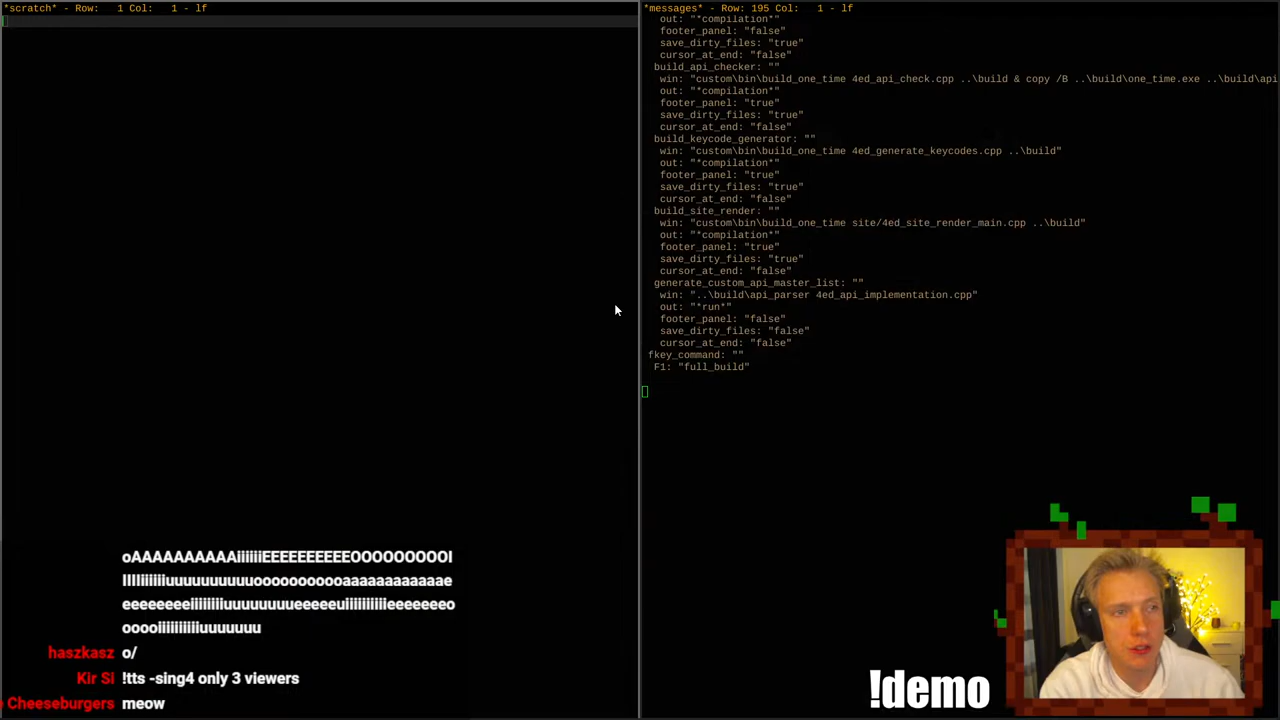 *scratch* - Row:   1 Col:   1 - lf
*messages* - Row: 195 Col:   1 - lf
out: "*compilation*"
footer_panel: "false"
save_dirty_files: "true"
cursor_at_end: "false"
build_api_checker: ""
win: "custom\bin\build_one_time 4ed_api_check.cpp ..\build & copy /B ..\build\one_time.exe ..\build\api
out: "*compilation*"
footer_panel: "true"
save_dirty_files: "true"
cursor_at_end: "false"
build_keycode_generator: ""
win: "custom\bin\build_one_time 4ed_generate_keycodes.cpp ..\build"
out: "*compilation*"
footer_panel: "true"
save_dirty_files: "true"
cursor_at_end: "false"
build_site_render: ""
win: "custom\bin\build_one_time site/4ed_site_render_main.cpp ..\build"
out: "*compilation*"
footer_panel: "true"
save_dirty_files: "true"
cursor_at_end: "false"
generate_custom_api_master_list: ""
win: "..\build\api_parser 4ed_api_implementation.cpp"
out: "*run*"
footer_panel: "false"
save_dirty_files: "false"
cursor_at_end: "false"
fkey_command: ""
F1: "full_build"
oAAAAAAAAAAiiiiiiEEEEEEEEEEOOOOOOOOOI
IIIIiiiiiiuuuuuuuuuuooooooooooaaaaaaaaaaaae
eeeeeeeeiiiiiiiiuuuuuuuueeeeeuiiiiiiiiiieeeeeeeo
ooooiiiiiiiiiiuuuuuuu
haszkasz o/
Kir SI !tts -sing4 only 3 viewers
Cheeseburgers meow
!demo